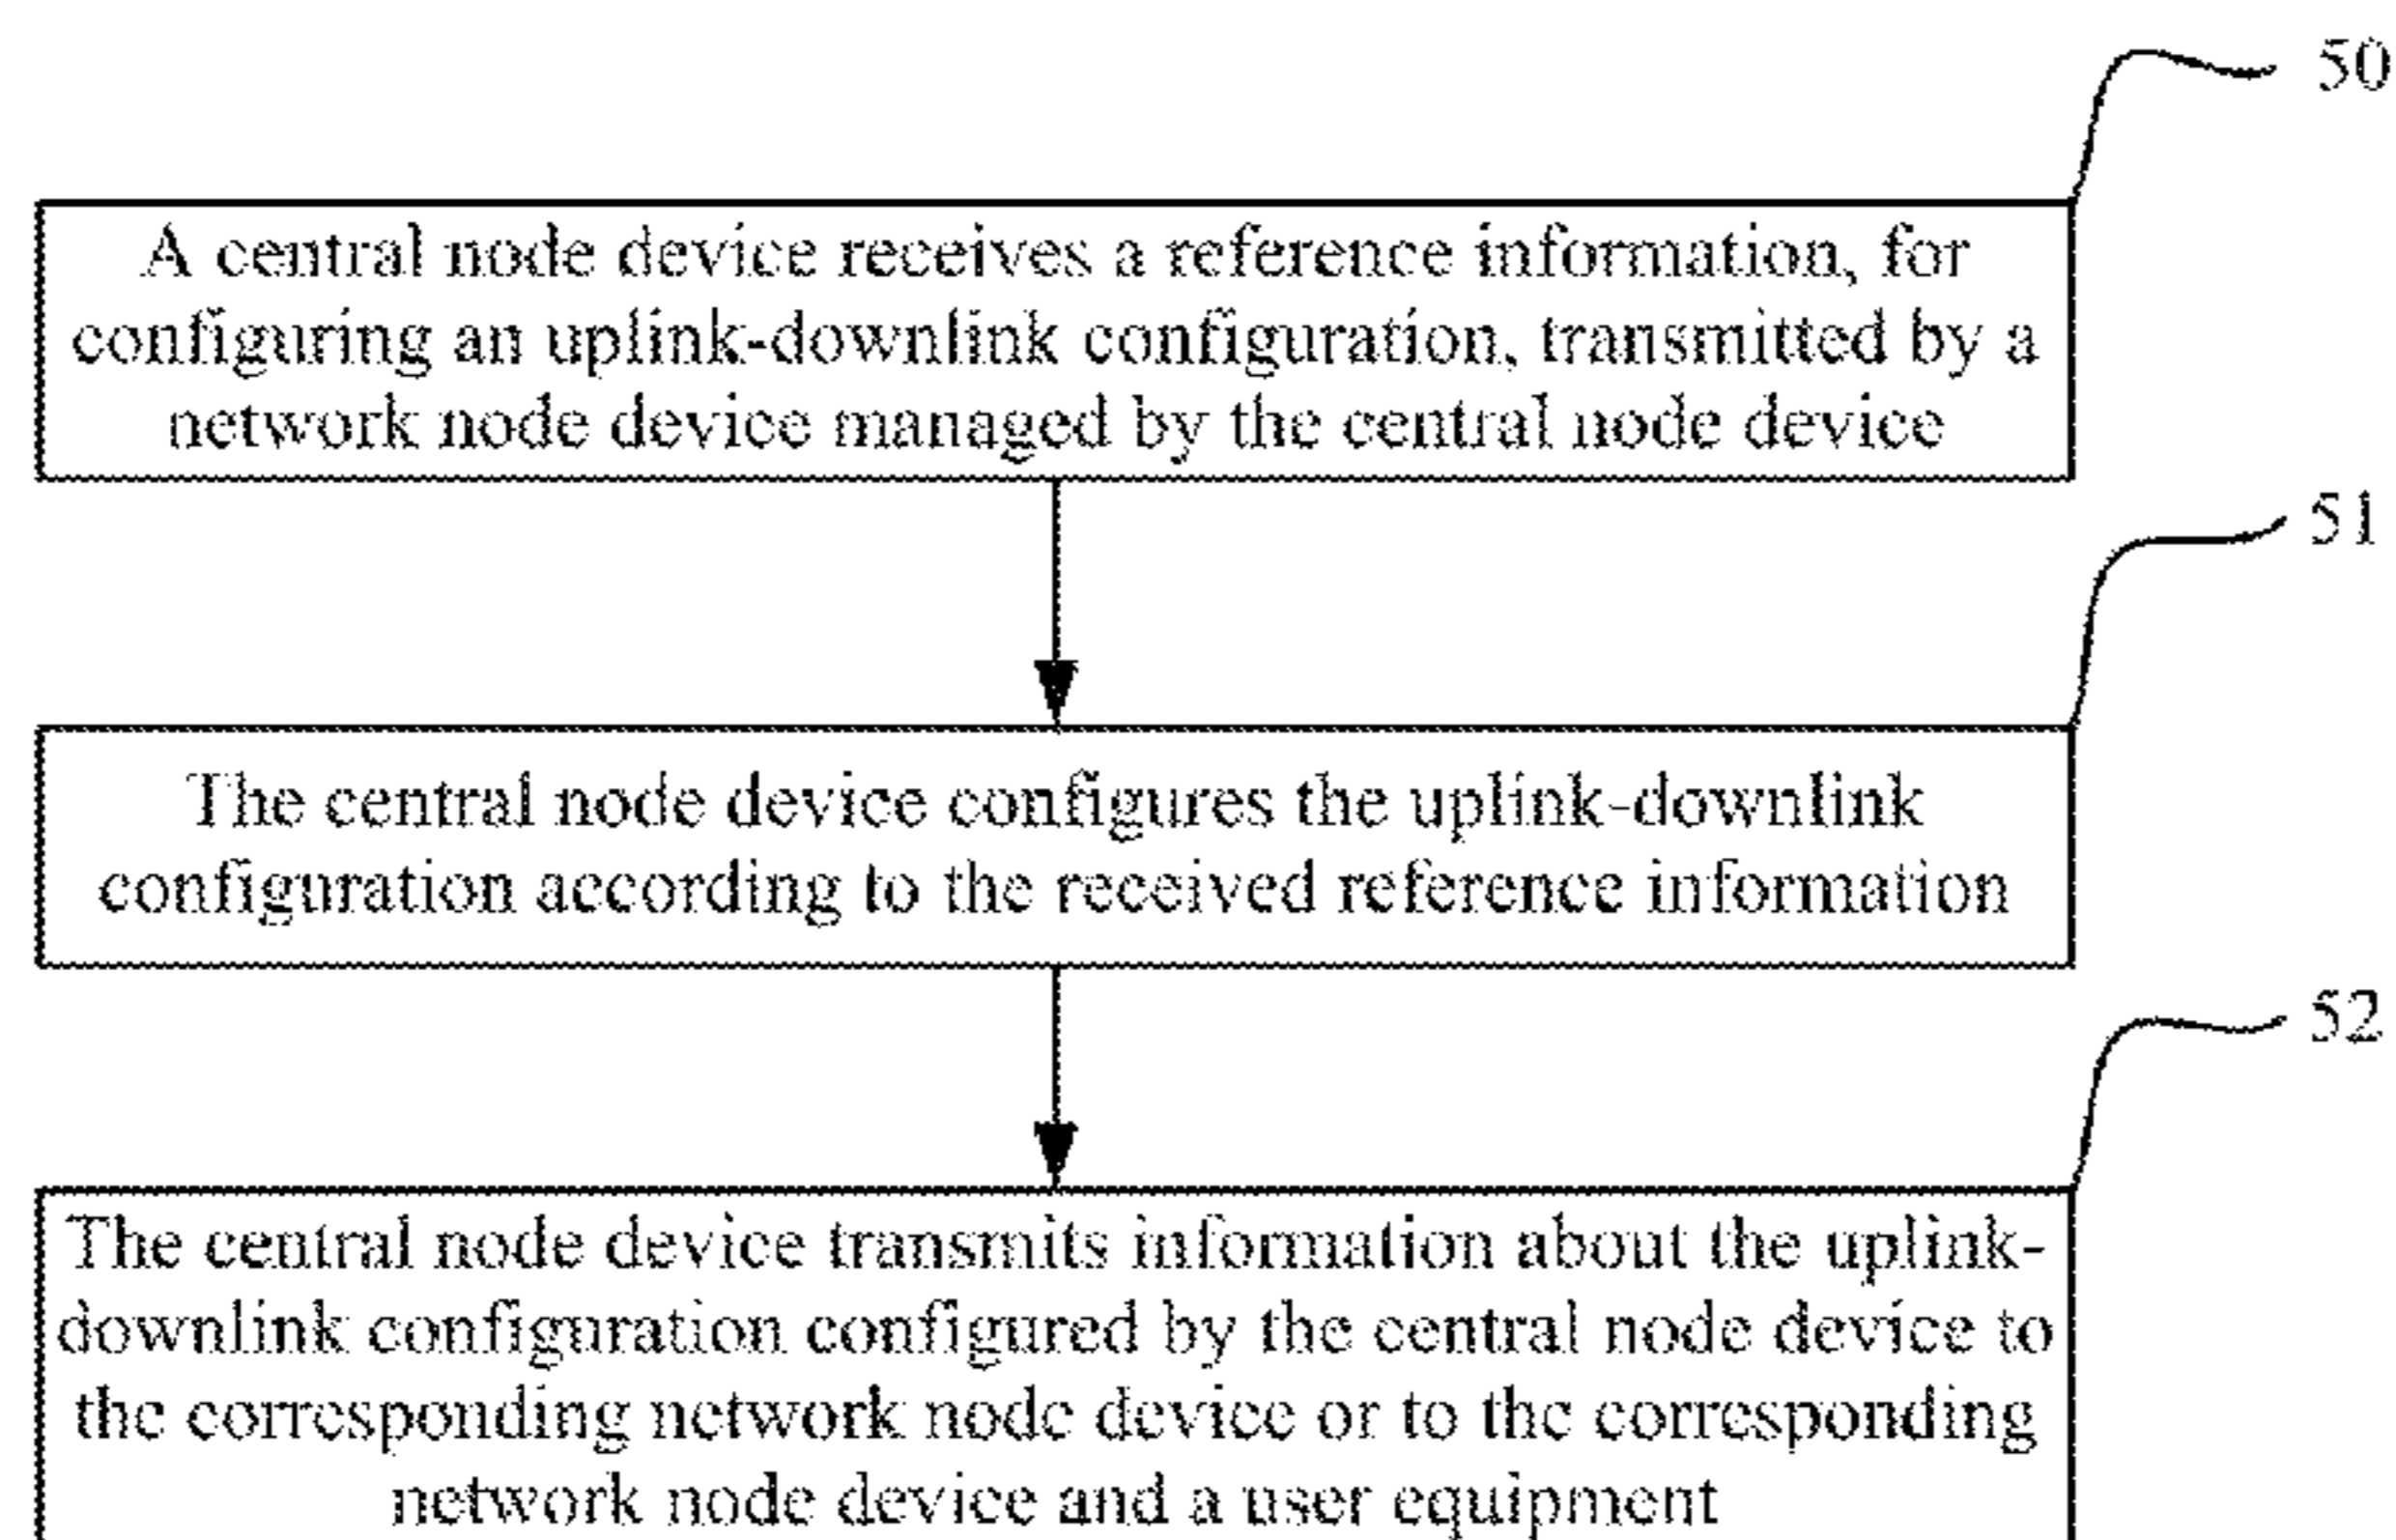 50
A central node device receives a reference information, for
configuring an uplink-downlink configuration, transmitted by a
network node device managed by the central node device
51
The central node device configures the uplink-downlink
configuration according to the received reference information
52
The central node device transmits information about the uplink-
downlink configuration configured by the central node device to
the corresponding network node device or to the corresponding
network node device and a user equipment